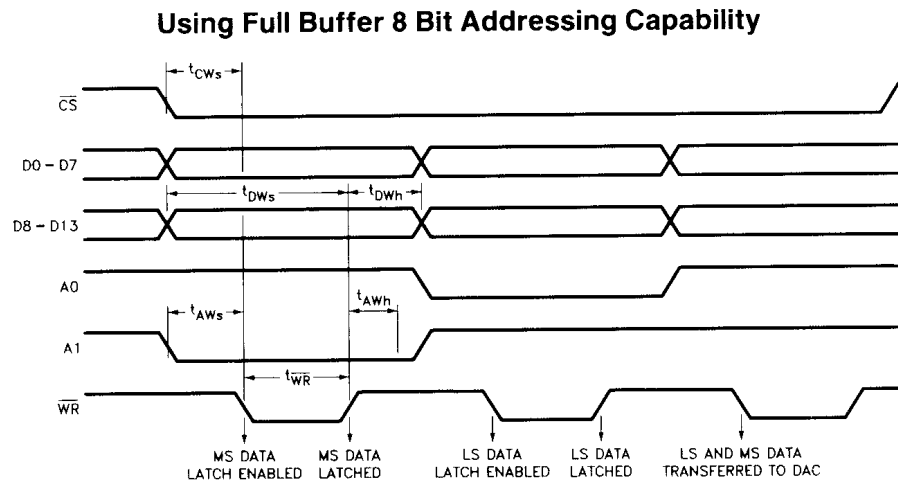 Using Full Buffer 8 Bit Addressing Capability
tCWs
CS
D0 – D7
tDWs
tDWh
D8 – D13
A0
tAWs
tAWh
A1
tWR
WR
MS DATA
LATCH ENABLED
MS DATA
LATCHED
LS DATA
LATCH ENABLED
LS DATA
LATCHED
LS AND MS DATA
TRANSFERRED TO DAC